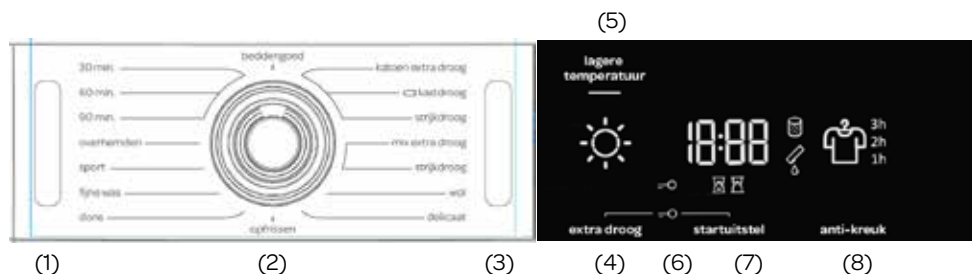 (5)
beddengoed
30 min.
60 min.
90 min.
overhemden
sport
fijne was
dons
opfrissen
katoen extra droog
kastdroog
strijkdroog
mix extra droog
strijkdroog
wol
delicaat
lagere
temperatuur
18:88
3h
2h
1h
extra droog
startuitstel
anti-kreuk
(1)
(2)
(3)
(4)
(6)
(7)
(8)